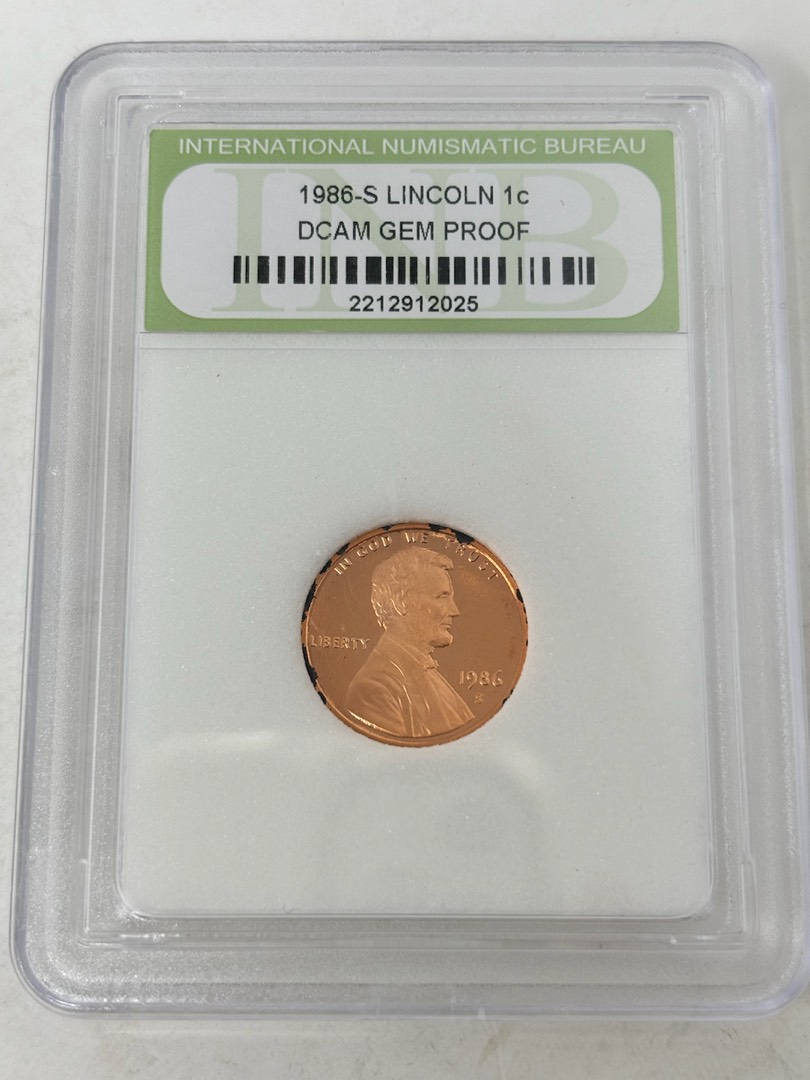 INTERNATIONAL NUMISMATIC BUREAU
INB
1986-S LINCOLN 1c
DCAM GEM PROOF
2212912025
IN GOD WE TRUST
LIBERTY
1986
S